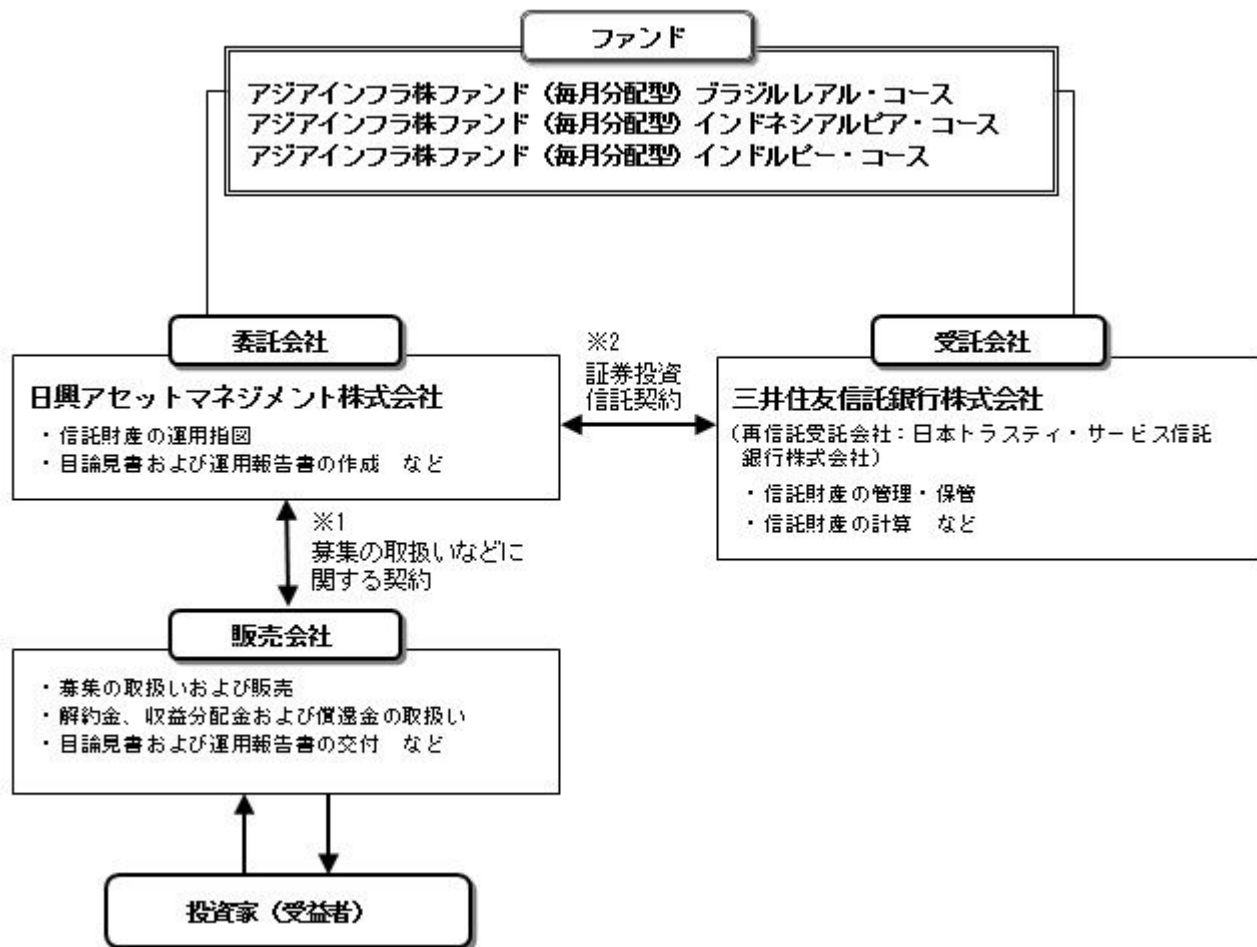 ファンド
アジアインフラ株ファンド（毎月分配型）ブラジルレアル・コース
アジアインフラ株ファンド（毎月分配型）インドネシアルピア・コース
アジアインフラ株ファンド（毎月分配型）インドルピー・コース
委託会社
日興アセットマネジメント株式会社
・信託財産の運用指図
・目論見書および運用報告書の作成　など
※2
証券投資
信託契約
受託会社
三井住友信託銀行株式会社
（再信託受託会社：日本トラスティ・サービス信託
銀行株式会社）
・信託財産の管理・保管
・信託財産の計算　など
※1
募集の取扱いなどに
関する契約
販売会社
・募集の取扱いおよび販売
・解約金、収益分配金および償還金の取扱い
・目論見書および運用報告書の交付　など
投資家（受益者）